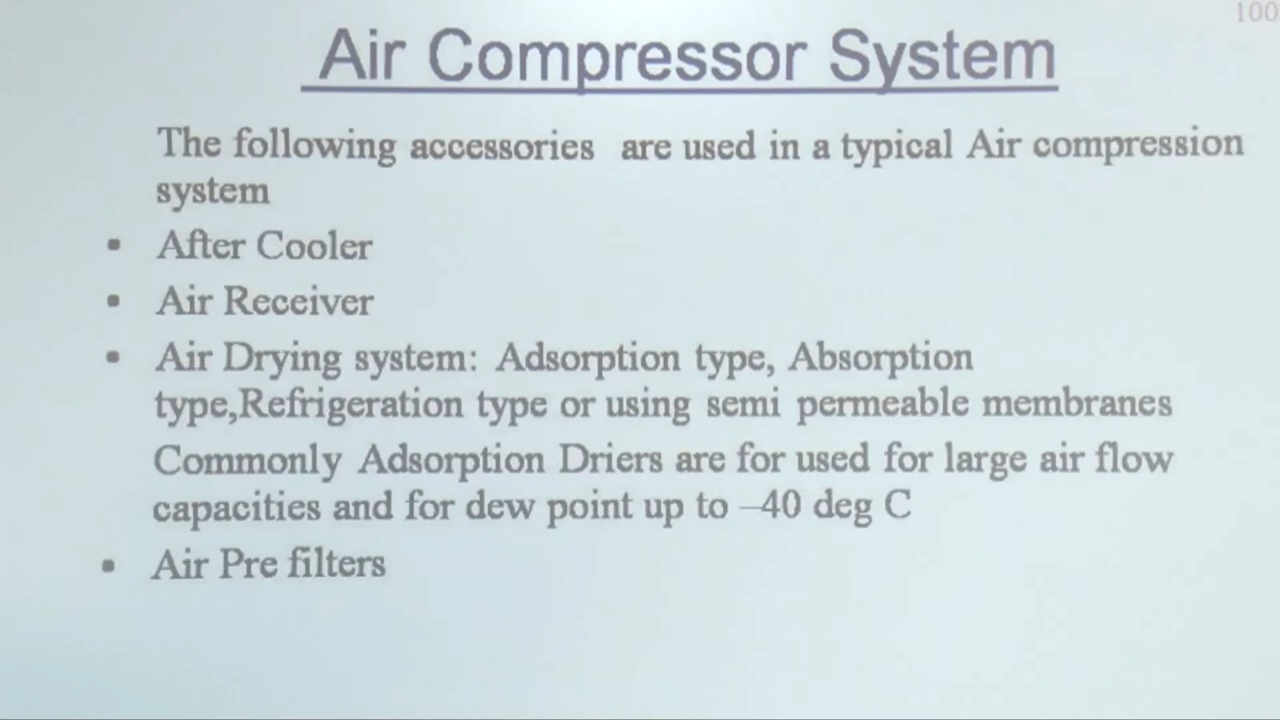 100
Air Compressor System
The following accessories are used in a typical Air compression
system
▪ After Cooler
▪ Air Receiver
▪ Air Drying system: Adsorption type, Absorption
type,Refrigeration type or using semi permeable membranes
Commonly Adsorption Driers are for used for large air flow
capacities and for dew point up to –40 deg C
▪ Air Pre filters